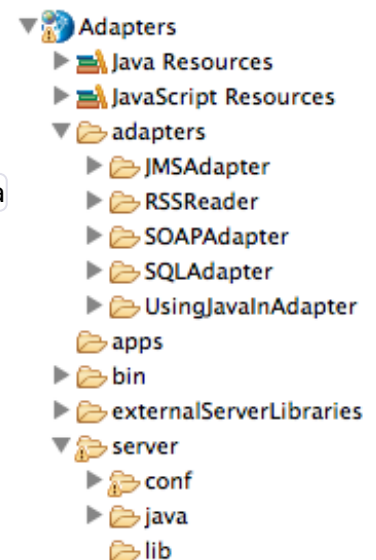 Adapters
Java Resources
JavaScript Resources
adapters
JMSAdapter
a
RSSReader
SOAPAdapter
SQLAdapter
UsingJavaInAdapter
apps
bin
externalServerLibraries
server
conf
java
lib